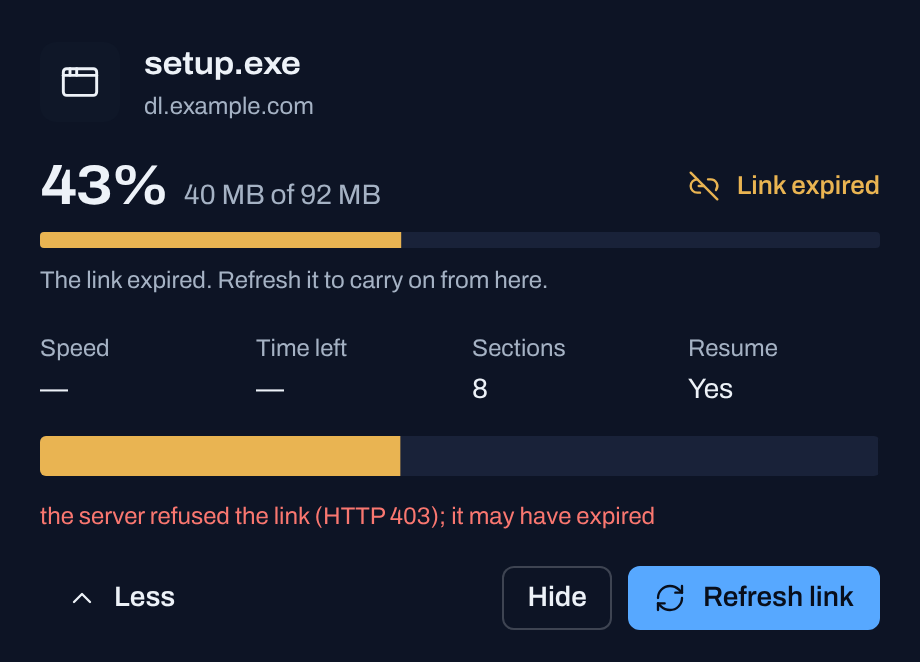 setup.exe
dl.example.com
43% 40 MB of 92 MB Link expired
The link expired. Refresh it to carry on from here.
Speed Time left Sections Resume
— — 8 Yes
the server refused the link (HTTP 403); it may have expired
Less Hide Refresh link